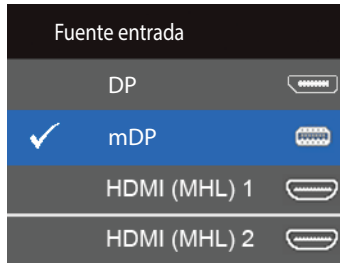 Fuente entrada
DP
mDP
HDMI (MHL) 1
HDMI (MHL) 2